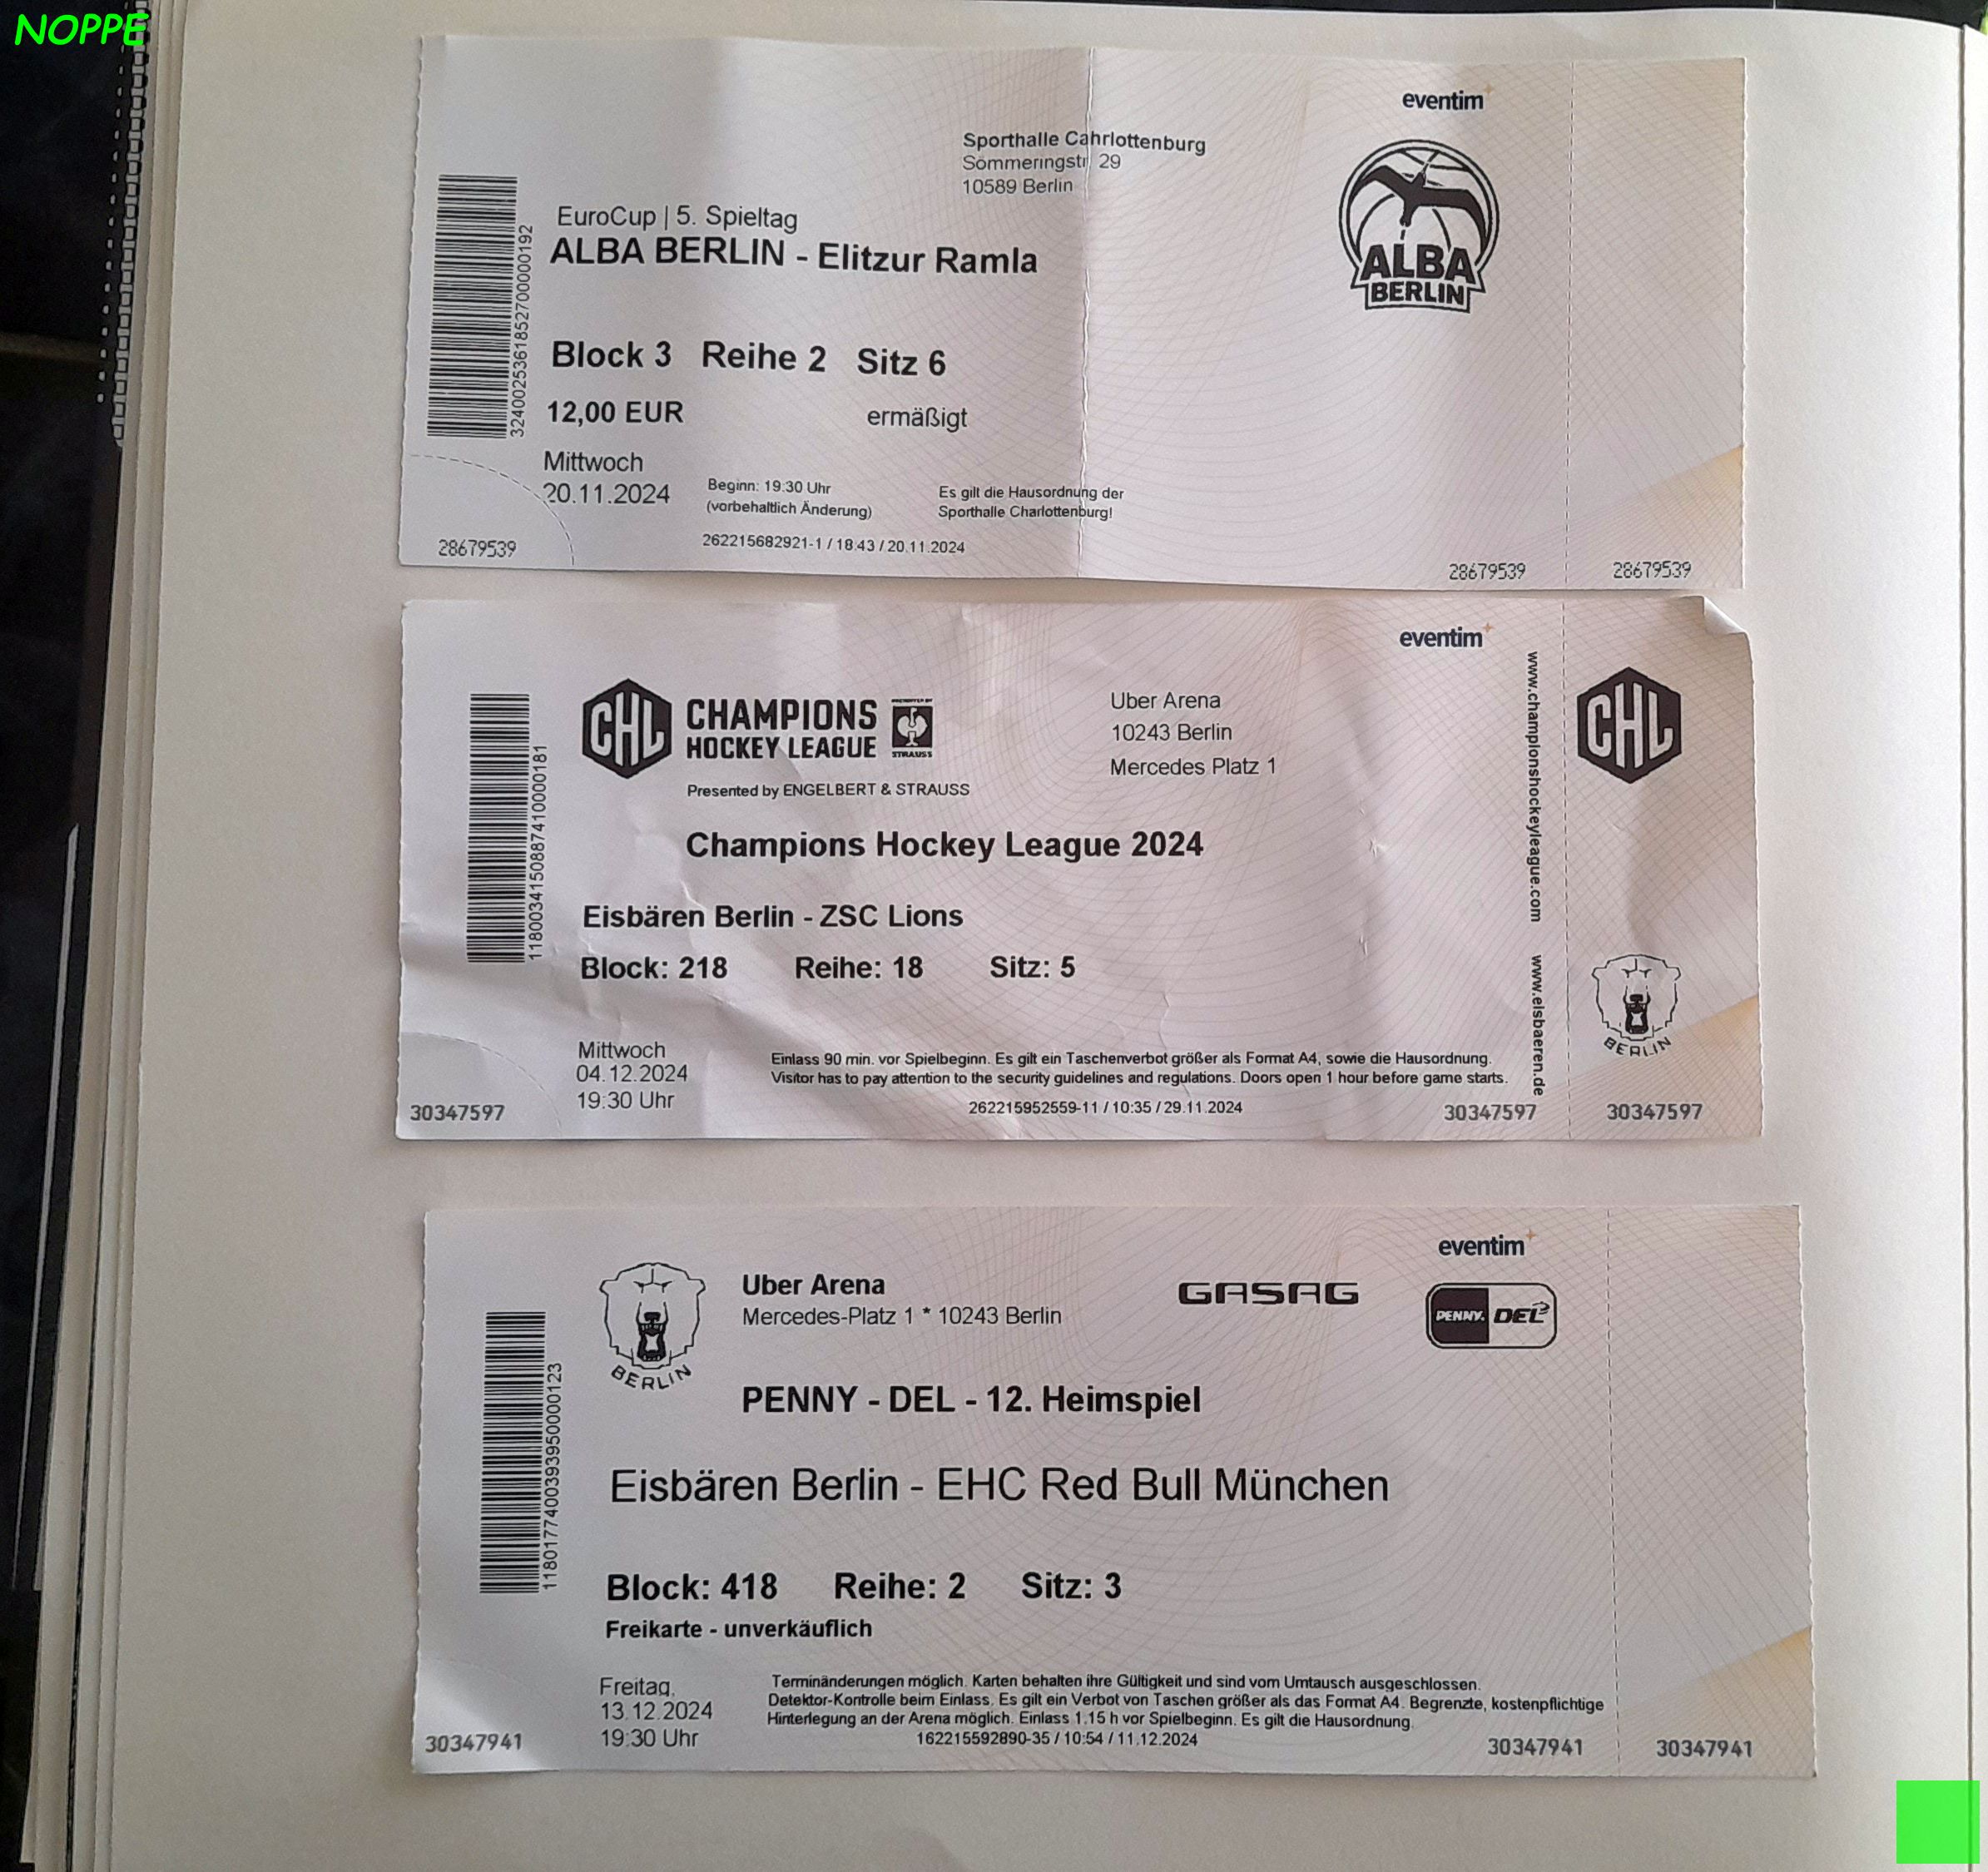 NOPPE
eventim
Sporthalle Cahrlottenburg
Sömmeringstr. 29
10589 Berlin
EuroCup | 5. Spieltag
ALBA BERLIN - Elitzur Ramla
ALBA
BERLIN
Block 3 Reihe 2 Sitz 6
12,00 EUR ermäßigt
Mittwoch
20.11.2024
Beginn: 19:30 Uhr
(vorbehaltlich Änderung)
Es gilt die Hausordnung der
Sporthalle Charlottenburg!
262215682921-1 / 18:43 / 20.11.2024
324002536185270000192
28679539
28679539
28679539
eventim
CHL
CHAMPIONS
HOCKEY LEAGUE
STRAUSS
Presented by ENGELBERT & STRAUSS
Uber Arena
10243 Berlin
Mercedes Platz 1
Champions Hockey League 2024
Eisbären Berlin - ZSC Lions
Block: 218 Reihe: 18 Sitz: 5
Mittwoch
04.12.2024
19:30 Uhr
Einlass 90 min. vor Spielbeginn. Es gilt ein Taschenverbot größer als Format A4, sowie die Hausordnung.
Visitor has to pay attention to the security guidelines and regulations. Doors open 1 hour before game starts.
262215952559-11 / 10:35 / 29.11.2024
118003415088741000181
www.championshockeyleague.com
www.eisbaeren.de
CHL
BERLIN
30347597
30347597
30347597
eventim
BERLIN
Uber Arena
Mercedes-Platz 1 * 10243 Berlin
GASAG
PENNY. DEL
PENNY - DEL - 12. Heimspiel
Eisbären Berlin - EHC Red Bull München
Block: 418 Reihe: 2 Sitz: 3
Freikarte - unverkäuflich
Freitag,
13.12.2024
19:30 Uhr
Terminänderungen möglich. Karten behalten ihre Gültigkeit und sind vom Umtausch ausgeschlossen.
Detektor-Kontrolle beim Einlass. Es gilt ein Verbot von Taschen größer als das Format A4. Begrenzte, kostenpflichtige
Hinterlegung an der Arena möglich. Einlass 1,15 h vor Spielbeginn. Es gilt die Hausordnung.
162215592890-35 / 10:54 / 11.12.2024
118017740039395000123
30347941
30347941
30347941